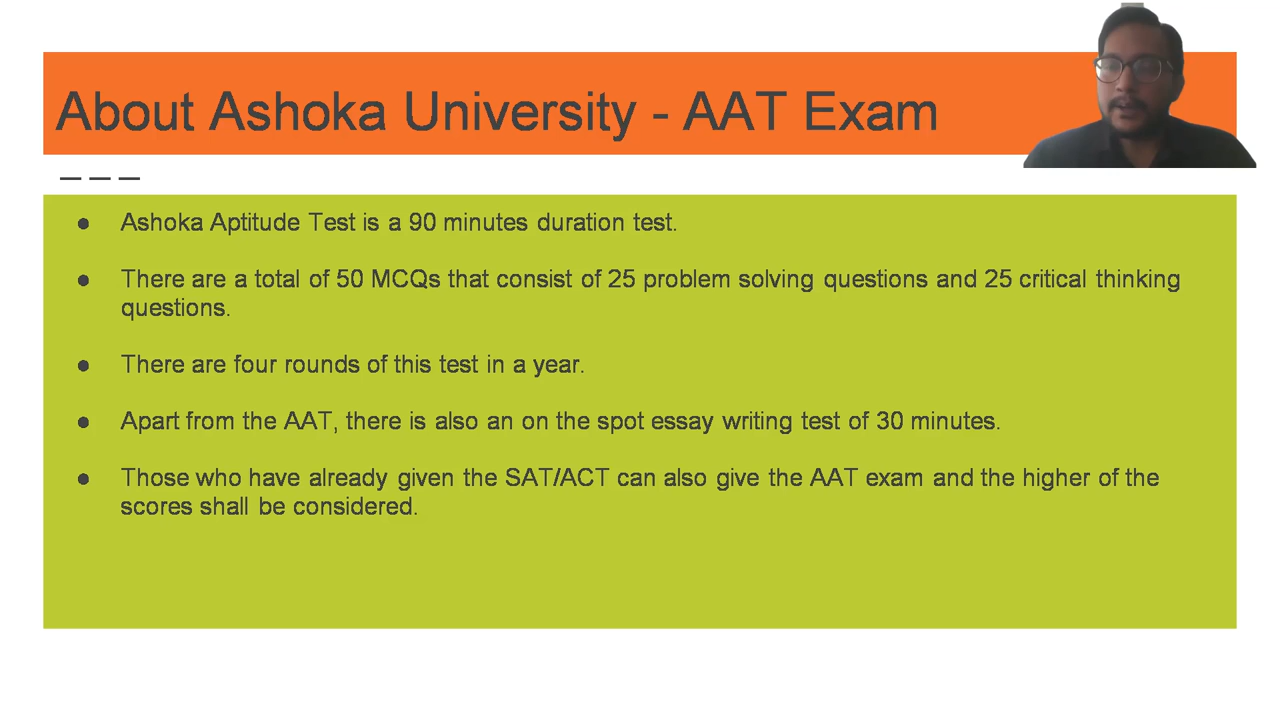 About Ashoka University - AAT Exam
● Ashoka Aptitude Test is a 90 minutes duration test.
● There are a total of 50 MCQs that consist of 25 problem solving questions and 25 critical thinking
questions.
● There are four rounds of this test in a year.
● Apart from the AAT, there is also an on the spot essay writing test of 30 minutes.
● Those who have already given the SAT/ACT can also give the AAT exam and the higher of the
scores shall be considered.